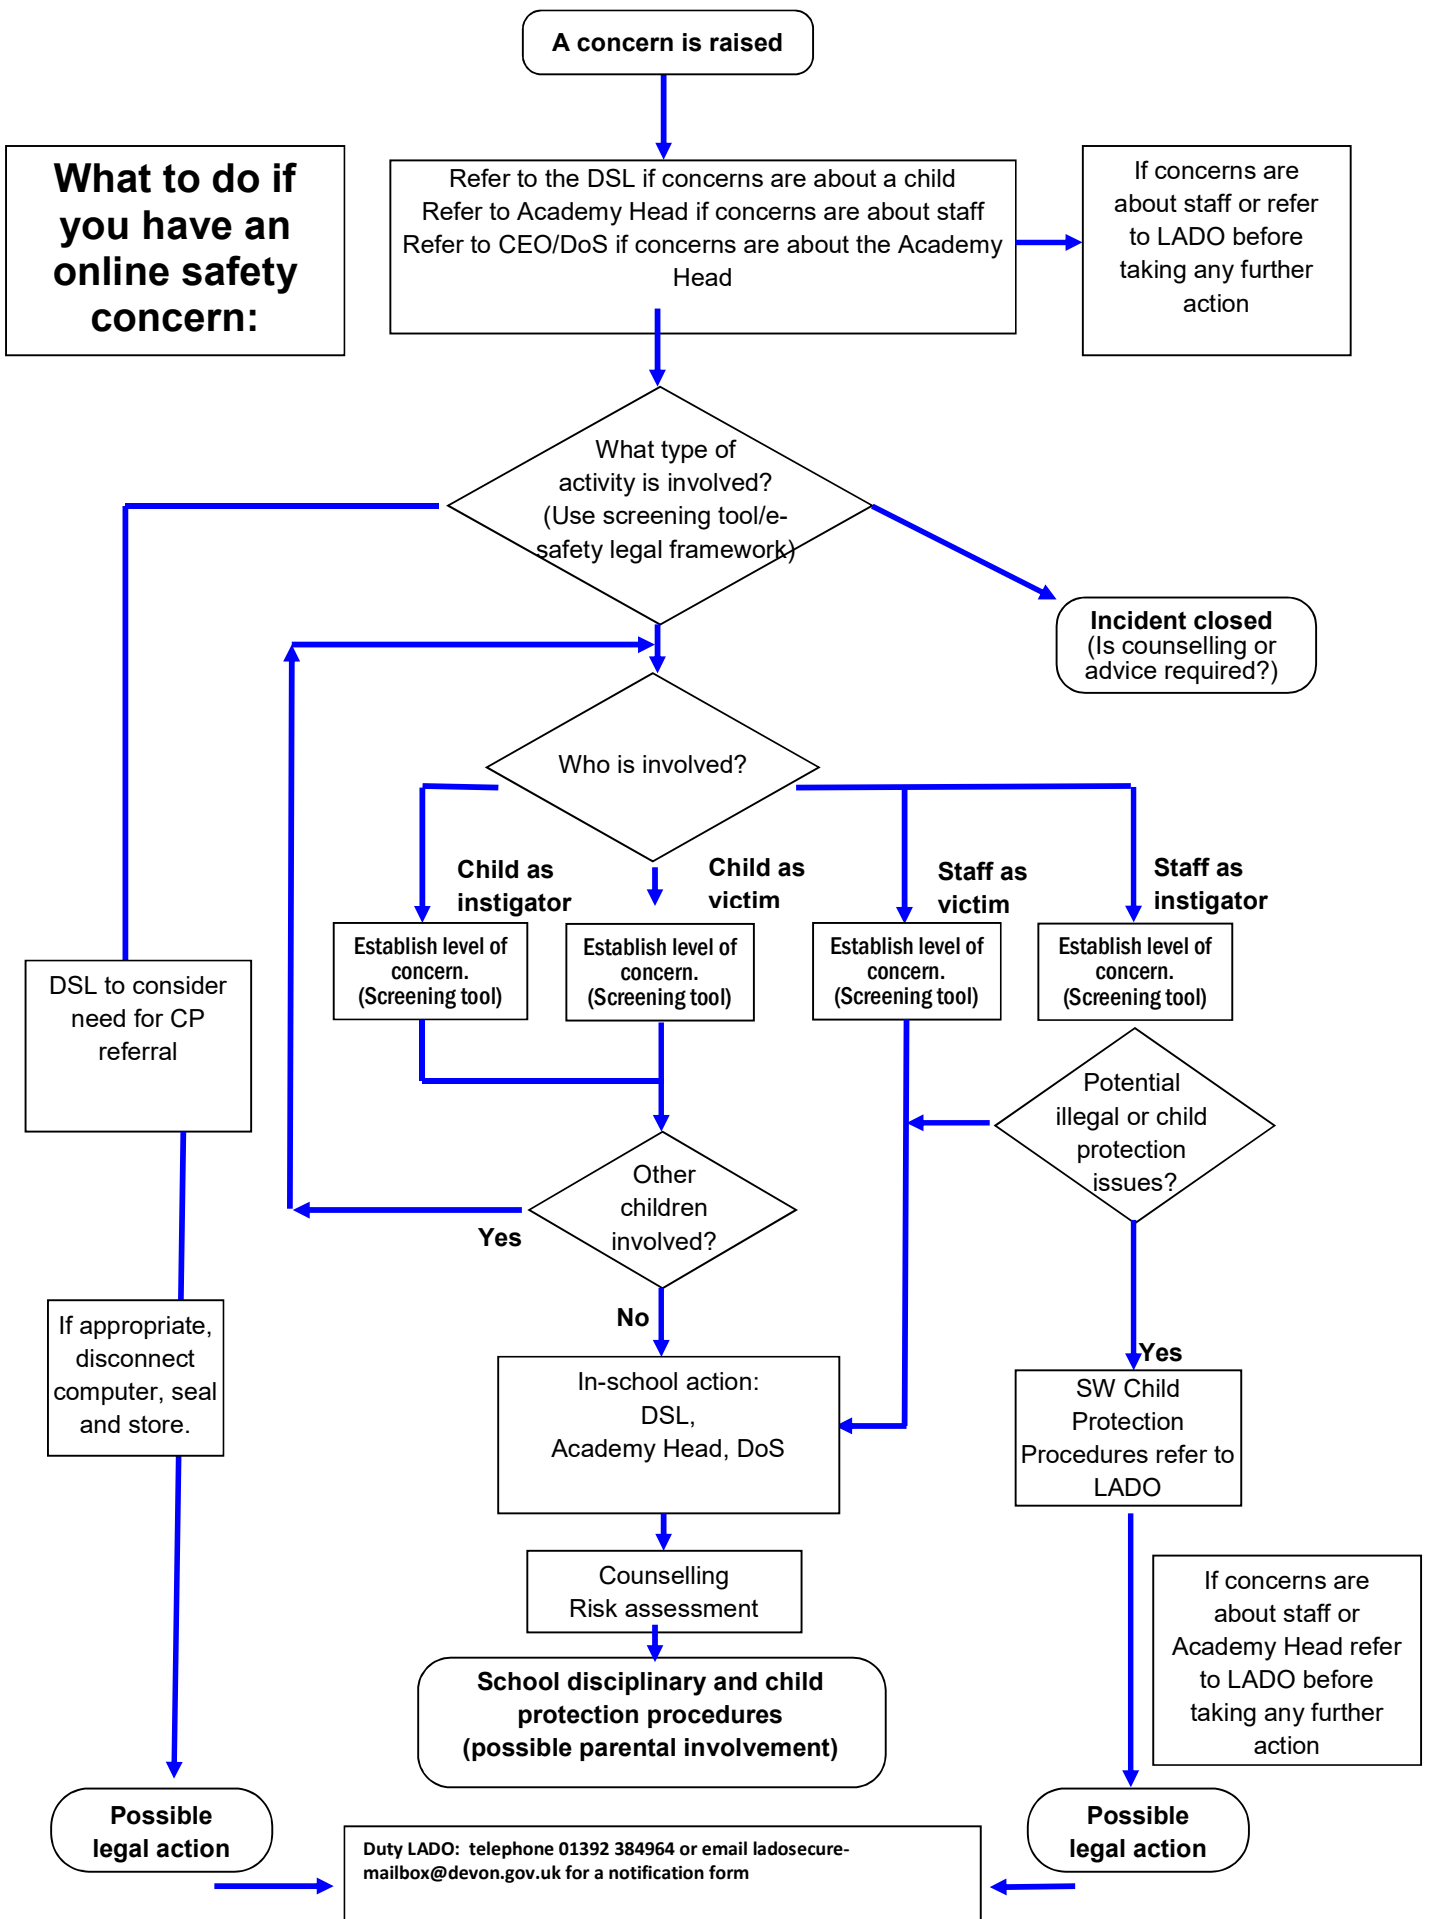 A concern is raised
What to do if
you have an
online safety
concern:
Refer to the DSL if concerns are about a child
Refer to Academy Head if concerns are about staff
Refer to CEO/DoS if concerns are about the Academy
Head
If concerns are
about staff or refer
to LADO before
taking any further
action
What type of
activity is involved?
(Use screening tool/e-
safety legal framework)
Incident closed
(Is counselling or
advice required?)
Who is involved?
Child as
instigator
Child as
victim
Staff as
victim
Staff as
instigator
Establish level of
concern.
(Screening tool)
Establish level of
concern.
(Screening tool)
Establish level of
concern.
(Screening tool)
Establish level of
concern.
(Screening tool)
DSL to consider
need for CP
referral
Potential
illegal or child
protection
issues?
Other
children
involved?
Yes
No
If appropriate,
disconnect
computer, seal
and store.
Yes
In-school action:
DSL,
Academy Head, DoS
SW Child
Protection
Procedures refer to
LADO
Counselling
Risk assessment
If concerns are
about staff or
Academy Head refer
to LADO before
taking any further
action
School disciplinary and child
protection procedures
(possible parental involvement)
Possible
legal action
Possible
legal action
Duty LADO: telephone 01392 384964 or email ladosecure-
mailbox@devon.gov.uk for a notification form